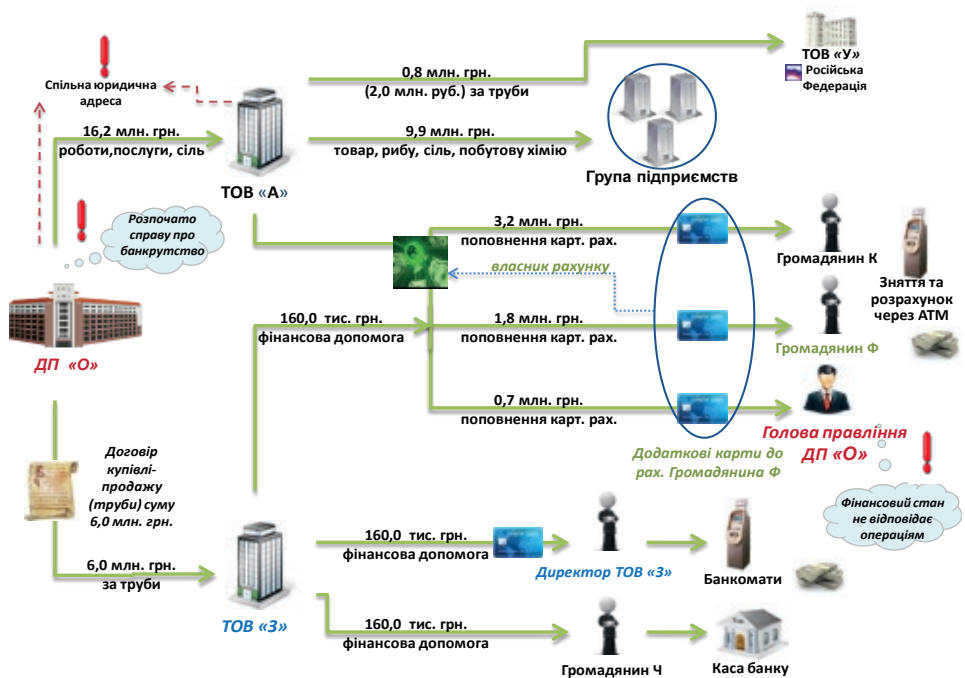 Спільна юридична
адреса
0,8 млн. грн.
(2,0 млн. руб.) за труби
ТОВ «У»
Російська
Федерація
16,2 млн. грн.
роботи,послуги, сіль
9,9 млн. грн.
товар, рибу, сіль, побутову хімію
ТОВ «А»
Група підприємств
Розпочато
справу про
банкрутство
3,2 млн. грн.
поповнення карт. рах.
власник рахунку
Громадянин К
Зняття та
розрахунок
через АТМ
160,0 тис. грн.
фінансова допомога
1,8 млн. грн.
поповнення карт. рах.
Громадянин Ф
ДП «О»
0,7 млн. грн.
поповнення карт. рах.
Голова правління
ДП «О»
Додаткові карти до
рах. Громадянина Ф
Договір
купівлі-
продажу
(труби) суму
6,0 млн. грн.
Фінансовий стан
не відповідає
операціям
6,0 млн. грн.
за труби
160,0 тис. грн.
фінансова допомога
Директор ТОВ «З»
Банкомати
ТОВ «З»
160,0 тис. грн.
фінансова допомога
Громадянин Ч
Каса банку